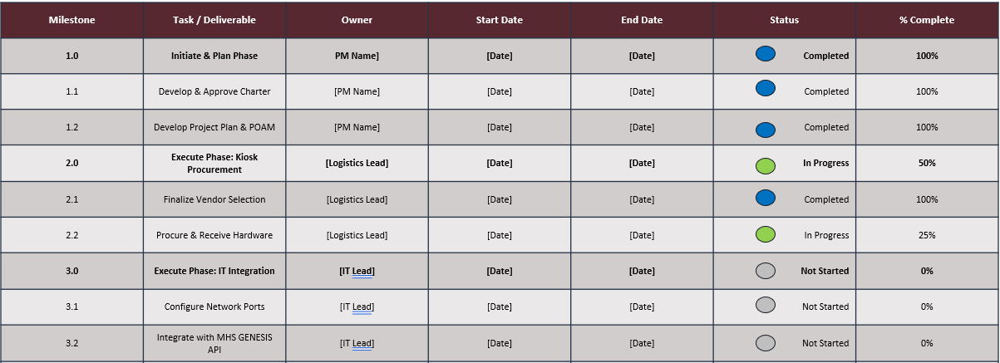 Milestone Task / Deliverable Owner Start Date End Date Status % Complete
1.0 Initiate & Plan Phase PM Name] [Date] [Date] Completed 100%
1.1 Develop & Approve Charter [PM Name] [Date] [Date] Completed 100%
1.2 Develop Project Plan & POAM [PM Name] [Date] [Date] Completed 100%
2.0 Execute Phase: Kiosk
Procurement [Logistics Lead] [Date] [Date] In Progress 50%
2.1 Finalize Vendor Selection [Logistics Lead] [Date] [Date] Completed 100%
2.2 Procure & Receive Hardware [Logistics Lead] [Date] [Date] In Progress 25%
3.0 Execute Phase: IT Integration [IT Lead] [Date] [Date] Not Started 0%
3.1 Configure Network Ports [IT Lead] [Date] [Date] Not Started 0%
3.2 Integrate with MHS GENESIS
API [IT Lead] [Date] [Date] Not Started 0%